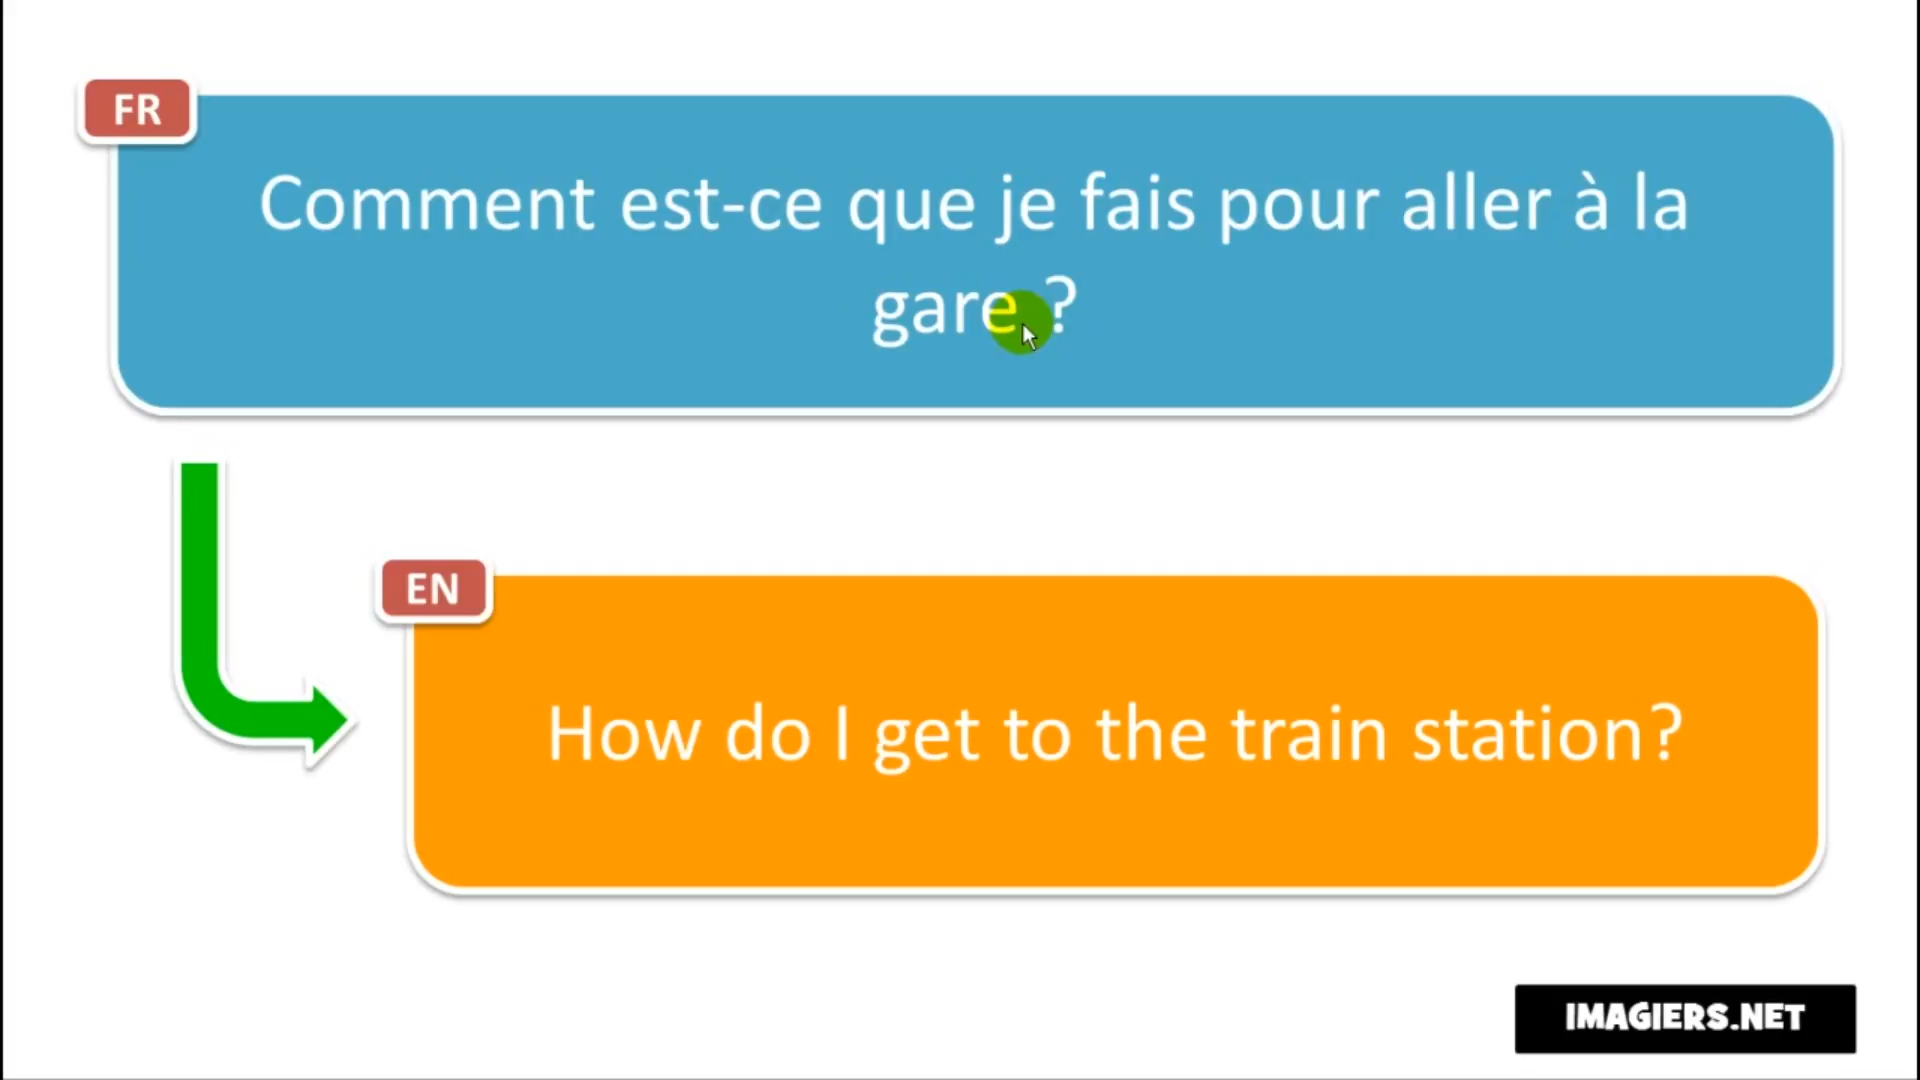 FR
Comment est-ce que je fais pour aller à la
gare ?
EN
How do I get to the train station?
IMAGIERS.NET